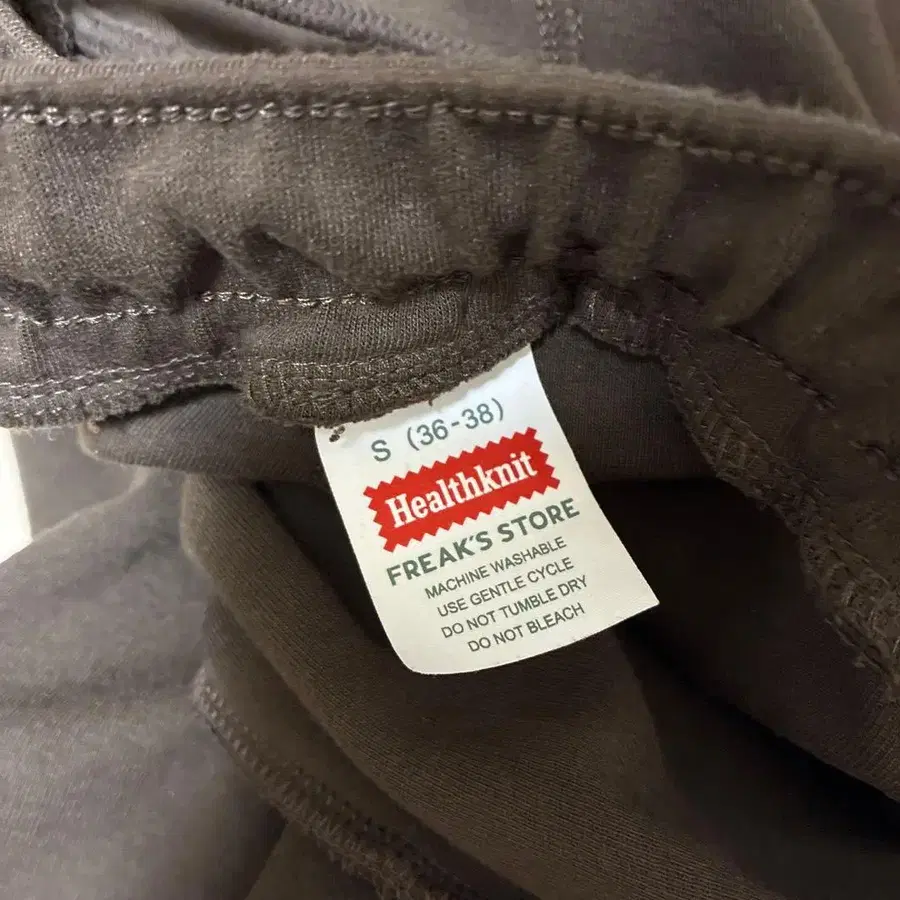 S (36-38)
Healthknit
FREAK'S STORE
MACHINE WASHABLE
USE GENTLE CYCLE
DO NOT TUMBLE DRY
DO NOT BLEACH